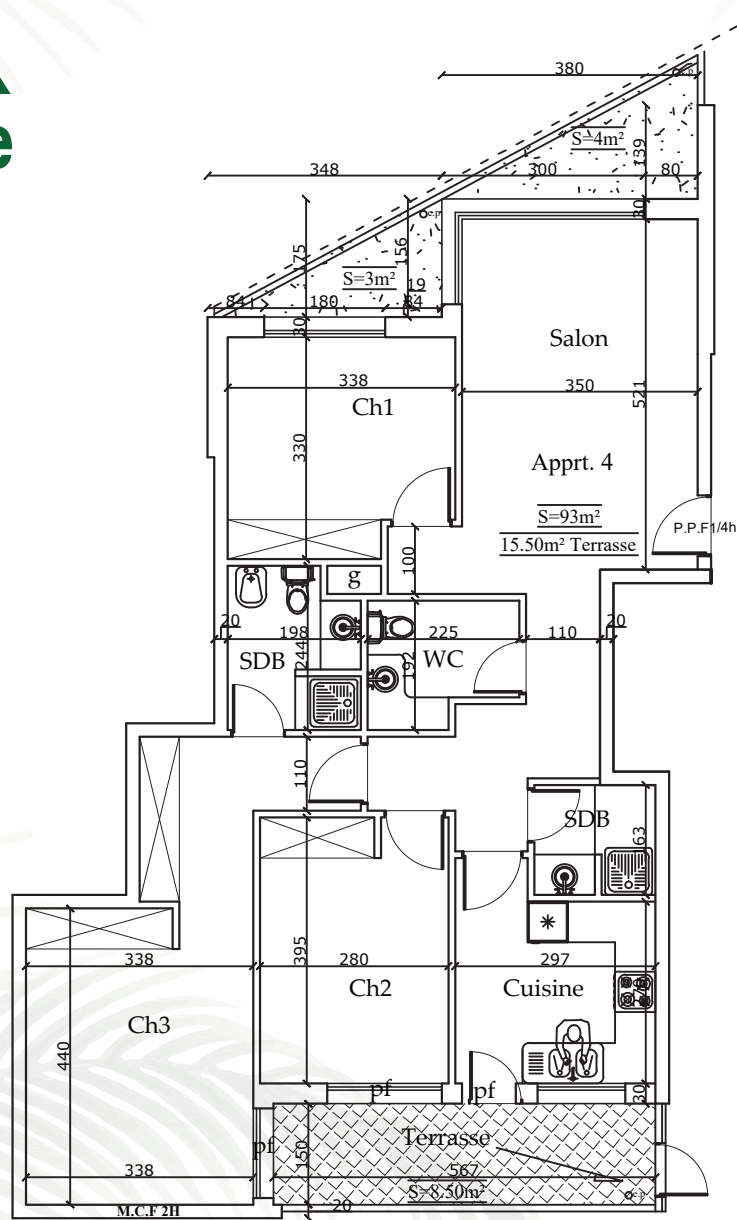 e
380
S=4m²
139
348
300
80
30
e.p
175
156
S=3m²
19
84
180
84
30
Salon
338
350
521
Ch1
330
Apprt. 4
S=93m²
15.50m² Terrasse
P.P.F1/4h
100
g
20
198
225
110
20
244
SDB
192
WC
110
SDB
163
395
338
280
297
Ch2
Cuisine
Ch3
440
pf
pf
30
pf
Terrasse
150
338
567
S=8.50m²
e.p
M.C.F 2H
20